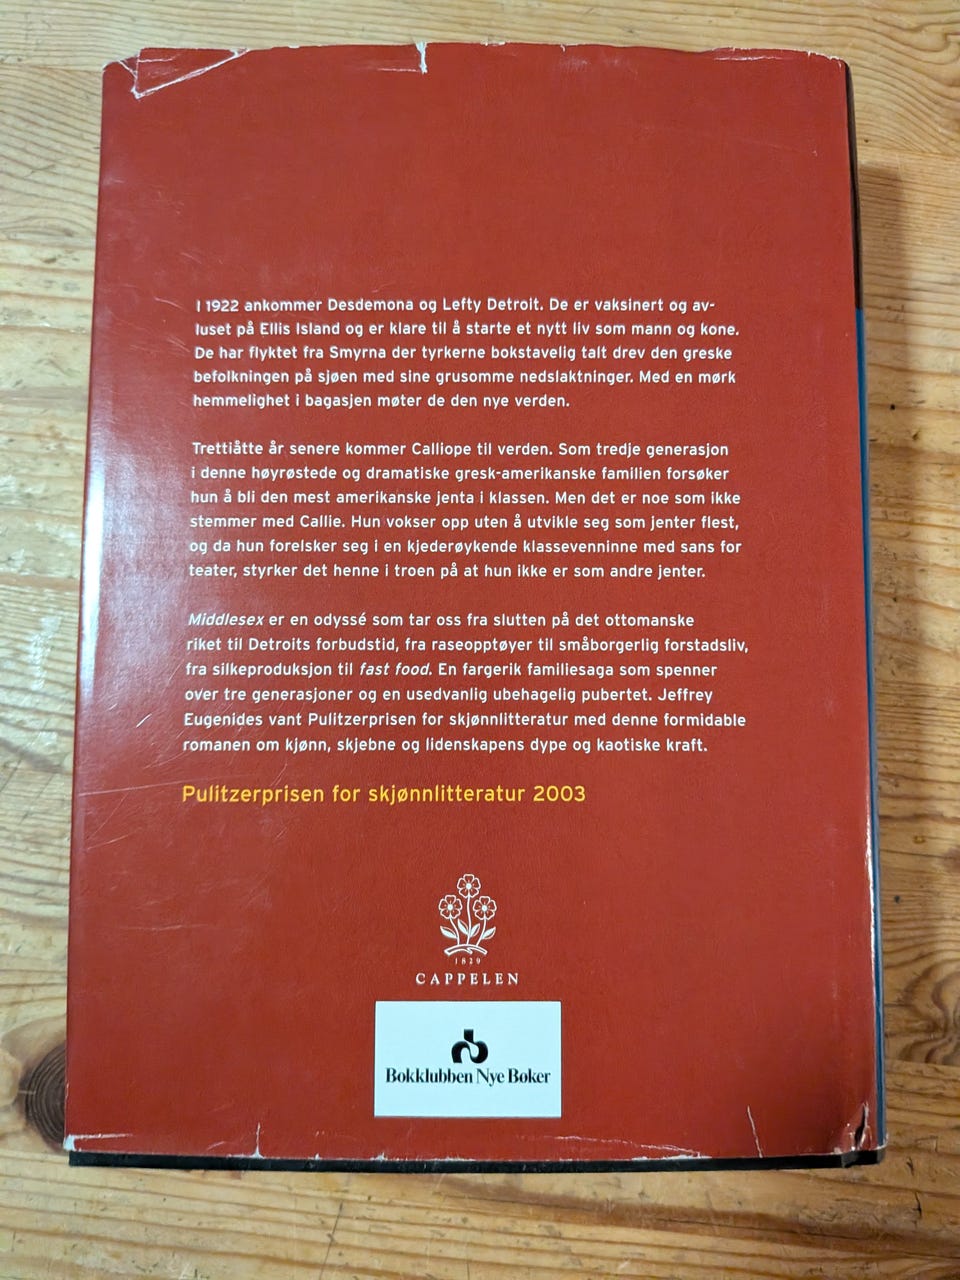 I 1922 ankommer Desdemona og Lefty Detroit. De er vaksinert og av-
luset på Ellis Island og er klare til å starte et nytt liv som mann og kone.
De har flyktet fra Smyrna der tyrkerne bokstavelig talt drev den greske
befolkningen på sjøen med sine grusomme nedslaktninger. Med en mørk
hemmelighet i bagasjen møter de den nye verden.
Trettiåtte år senere kommer Calliope til verden. Som tredje generasjon
i denne høyrøstede og dramatiske gresk-amerikanske familien forsøker
hun å bli den mest amerikanske jenta i klassen. Men det er noe som ikke
stemmer med Callie. Hun vokser opp uten å utvikle seg som jenter flest,
og da hun forelsker seg i en kjederøykende klassevenninne med sans for
teater, styrker det henne i troen på at hun ikke er som andre jenter.
Middlesex er en odyssé som tar oss fra slutten på det ottomanske
riket til Detroits forbudstid, fra raseopptøyer til småborgerlig forstadsliv,
fra silkeproduksjon til fast food. En fargerik familiesaga som spenner
over tre generasjoner og en usedvanlig ubehagelig pubertet. Jeffrey
Eugenides vant Pulitzerprisen for skjønnlitteratur med denne formidable
romanen om kjønn, skjebne og lidenskapens dype og kaotiske kraft.
Pulitzerprisen for skjønnlitteratur 2003
1829
CAPPELEN
Bokklubben Nye Bøker